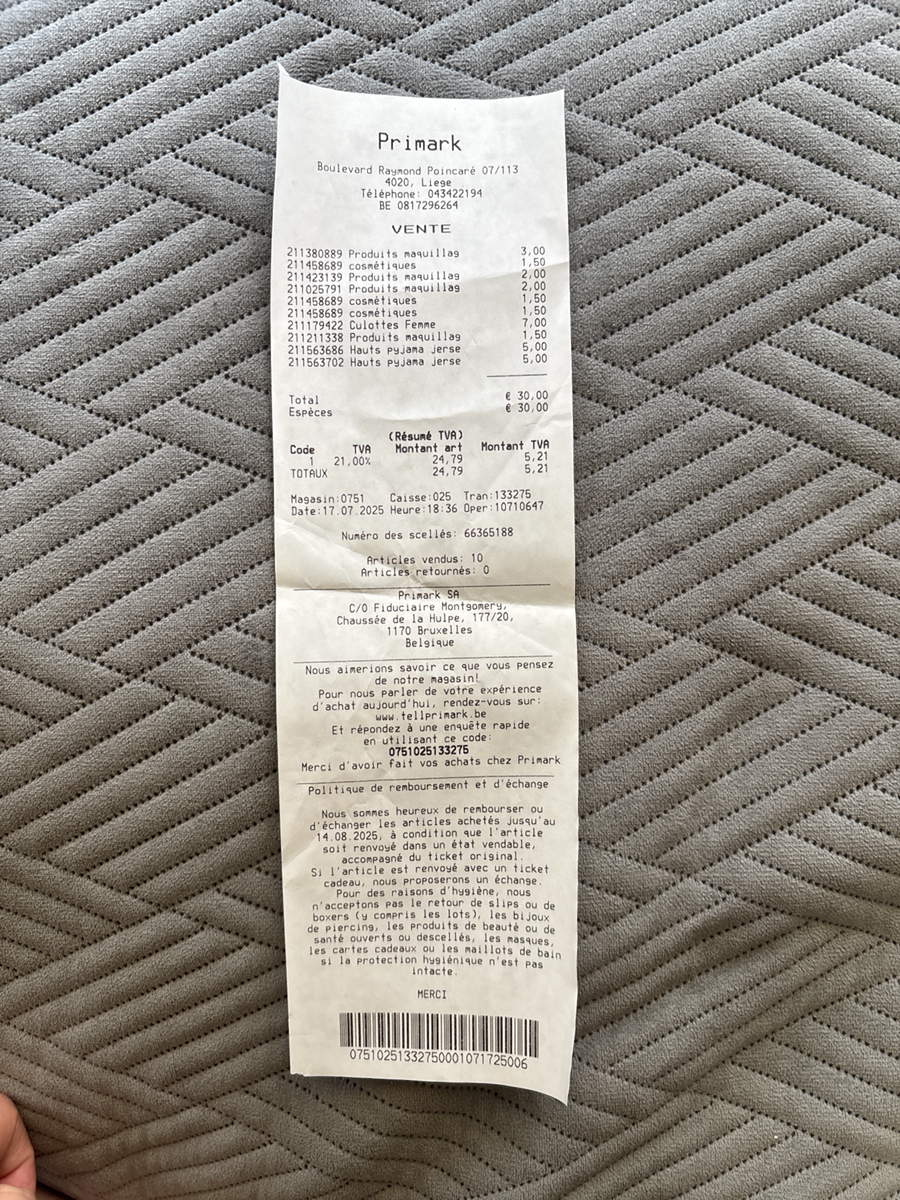 Primark
Boulevard Raymond Poincaré 07/113
4020, Liege
Téléphone: 043422194
BE 0817296264
VENTE
211380889 Produits maquillag 3,00
211458689 cosmétiques 1,50
211423139 Produits maquillag 2,00
211025791 Produits maquillag 2,00
211458689 cosmétiques 1,50
211458689 cosmétiques 1,50
211179422 Culottes Femme 7,00
211211338 Produits maquillag 1,50
211563686 Hauts pyjama jerse 5,00
211563702 Hauts pyjama jerse 5,00
Total € 30,00
Espèces € 30,00
(Résumé TVA)
Code TVA Montant art Montant TVA
1 21,00% 24,79 5,21
TOTAUX 24,79 5,21
Magasin:0751 Caisse:025 Tran:133275
Date:17.07.2025 Heure:18:36 Oper:10710647
Numéro des scellés: 66365188
Articles vendus: 10
Articles retournés: 0
Primark SA
C/O Fiduciaire Montgomery,
Chaussée de la Hulpe, 177/20,
1170 Bruxelles
Belgique
Nous aimerions savoir ce que vous pensez
de notre magasin!
Pour nous parler de votre expérience
d'achat aujourd'hui, rendez-vous sur:
www.tellprimark.be
Et répondez à une enquête rapide
en utilisant ce code:
0751025133275
Merci d'avoir fait vos achats chez Primark
Politique de remboursement et d'échange
Nous sommes heureux de rembourser ou
d'échanger les articles achetés jusqu'au
14.08.2025, à condition que l'article
soit renvoyé dans un état vendable,
accompagné du ticket original.
Si l'article est renvoyé avec un ticket
cadeau, nous proposerons un échange.
Pour des raisons d'hygiène, nous
n'acceptons pas le retour de slips ou de
boxers (y compris les lots), les bijoux
de piercing, les produits de beauté ou de
santé ouverts ou descellés, les masques,
les cartes cadeaux ou les maillots de bain
si la protection hygiénique n'est pas
intacte.
MERCI
07510251332750001071725006